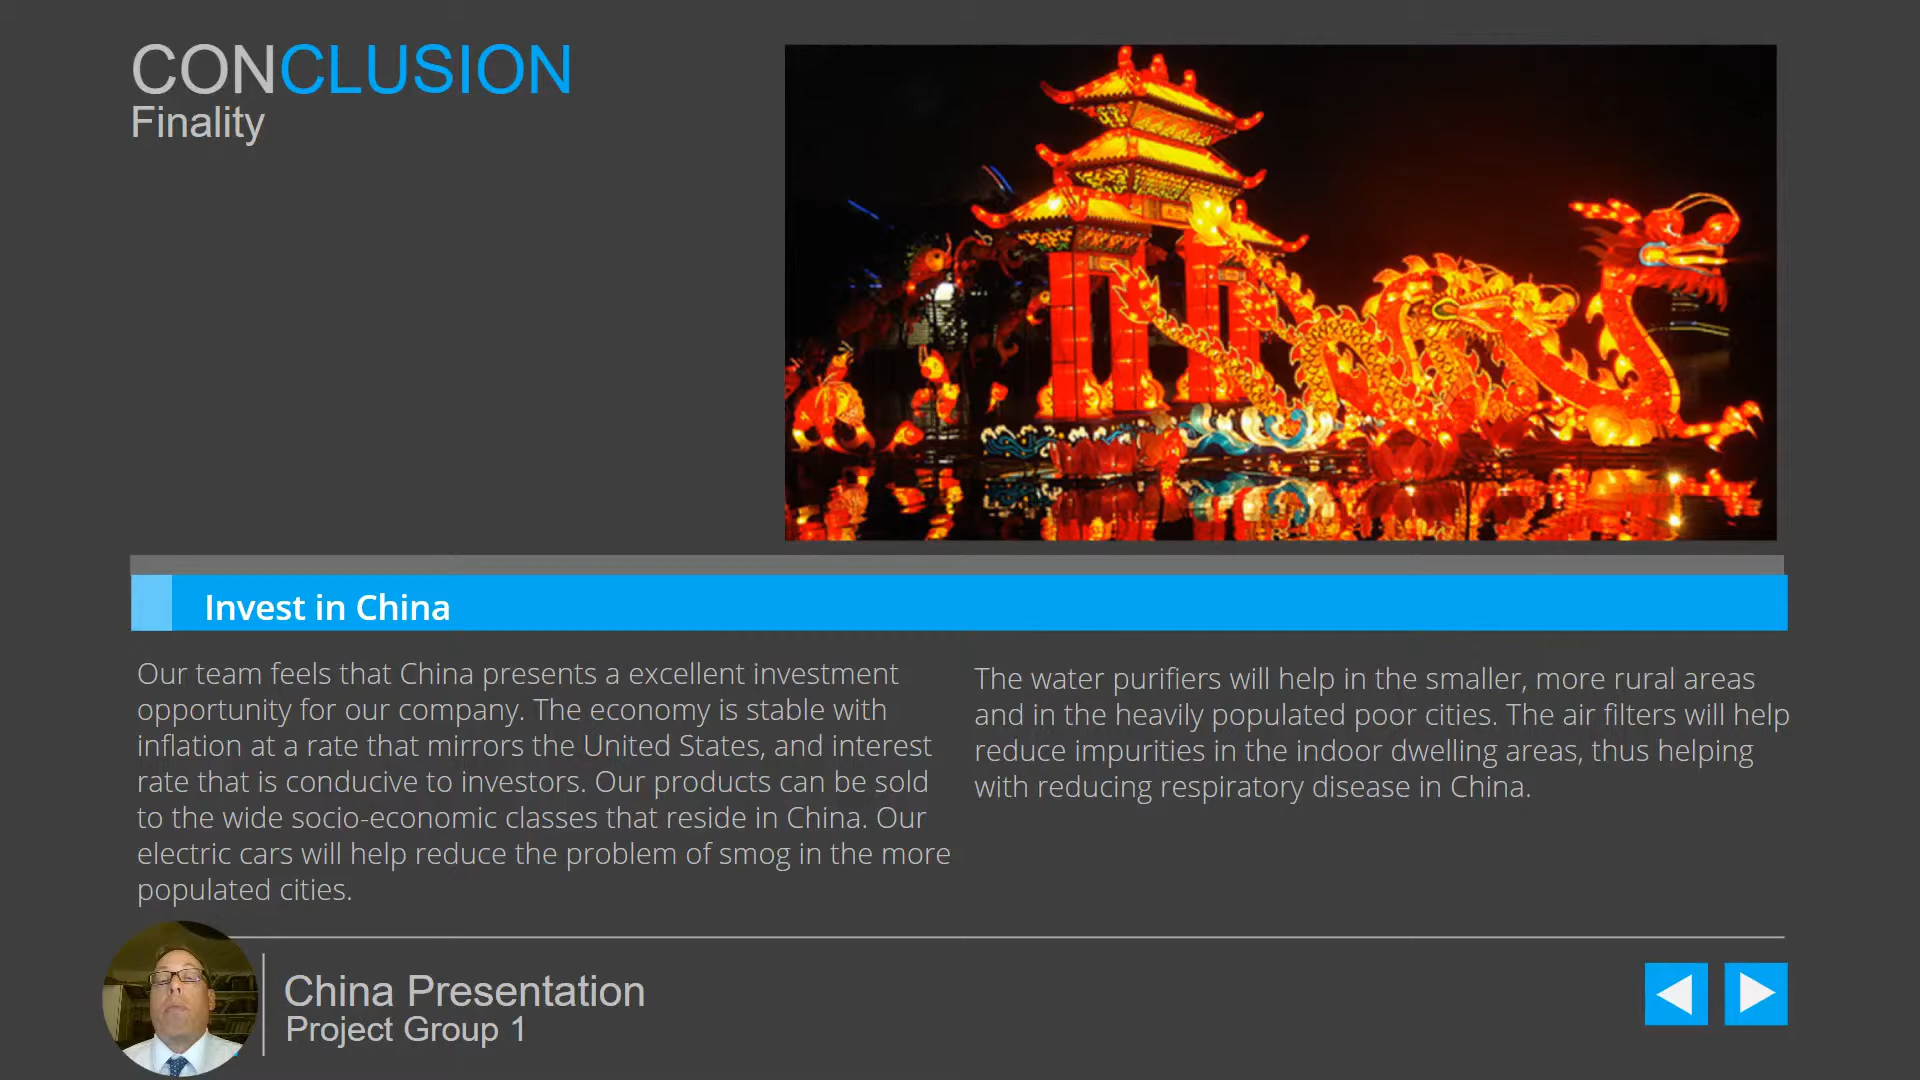 CONCLUSION
Finality
Invest in China
Our team feels that China presents a excellent investment
opportunity for our company. The economy is stable with
inflation at a rate that mirrors the United States, and interest
rate that is conducive to investors. Our products can be sold
to the wide socio-economic classes that reside in China. Our
electric cars will help reduce the problem of smog in the more
populated cities.
The water purifiers will help in the smaller, more rural areas
and in the heavily populated poor cities. The air filters will help
reduce impurities in the indoor dwelling areas, thus helping
with reducing respiratory disease in China.
China Presentation
Project Group 1